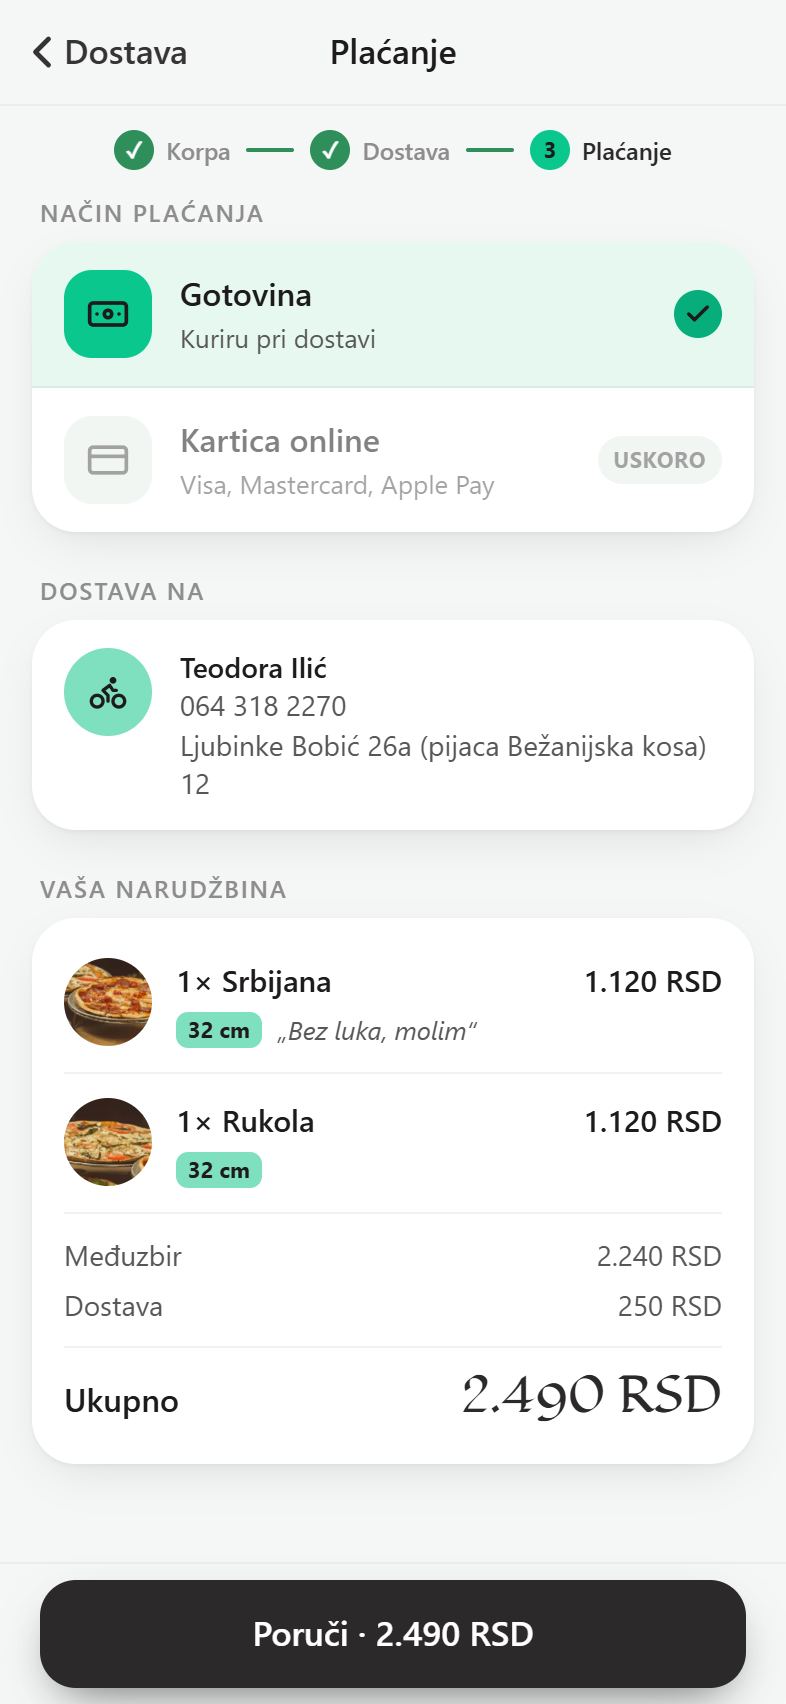 Dostava
Plaćanje
✓ Korpa ✓ Dostava 3 Plaćanje
NAČIN PLAĆANJA
Gotovina
Kuriru pri dostavi
Kartica online
Visa, Mastercard, Apple Pay
USKORO
DOSTAVA NA
Teodora Ilić
064 318 2270
Ljubinke Bobić 26a (pijaca Bežanijska kosa)
12
VAŠA NARUDŽBINA
1× Srbijana 1.120 RSD
32 cm „Bez luka, molim“
1× Rukola 1.120 RSD
32 cm
Međuzbir 2.240 RSD
Dostava 250 RSD
Ukupno 2.490 RSD
Poruči · 2.490 RSD